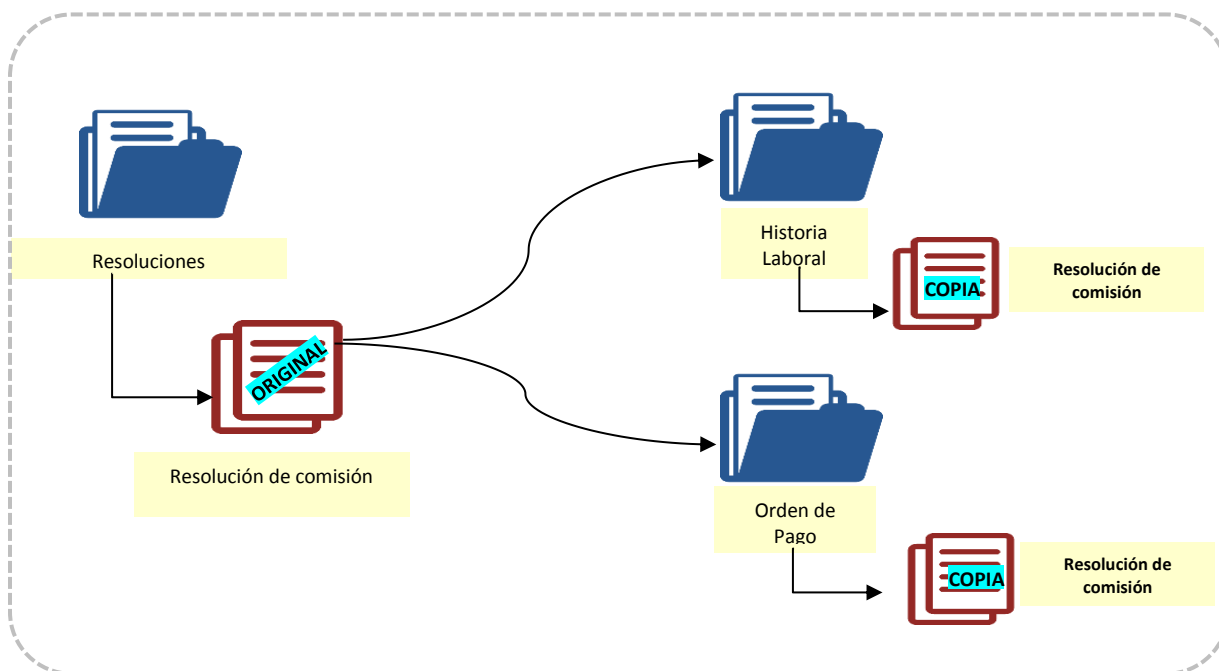 Resoluciones
ORIGINAL
Resolución de comisión
Historia
Laboral
COPIA
Resolución de
comisión
Orden de
Pago
COPIA
Resolución de
comisión